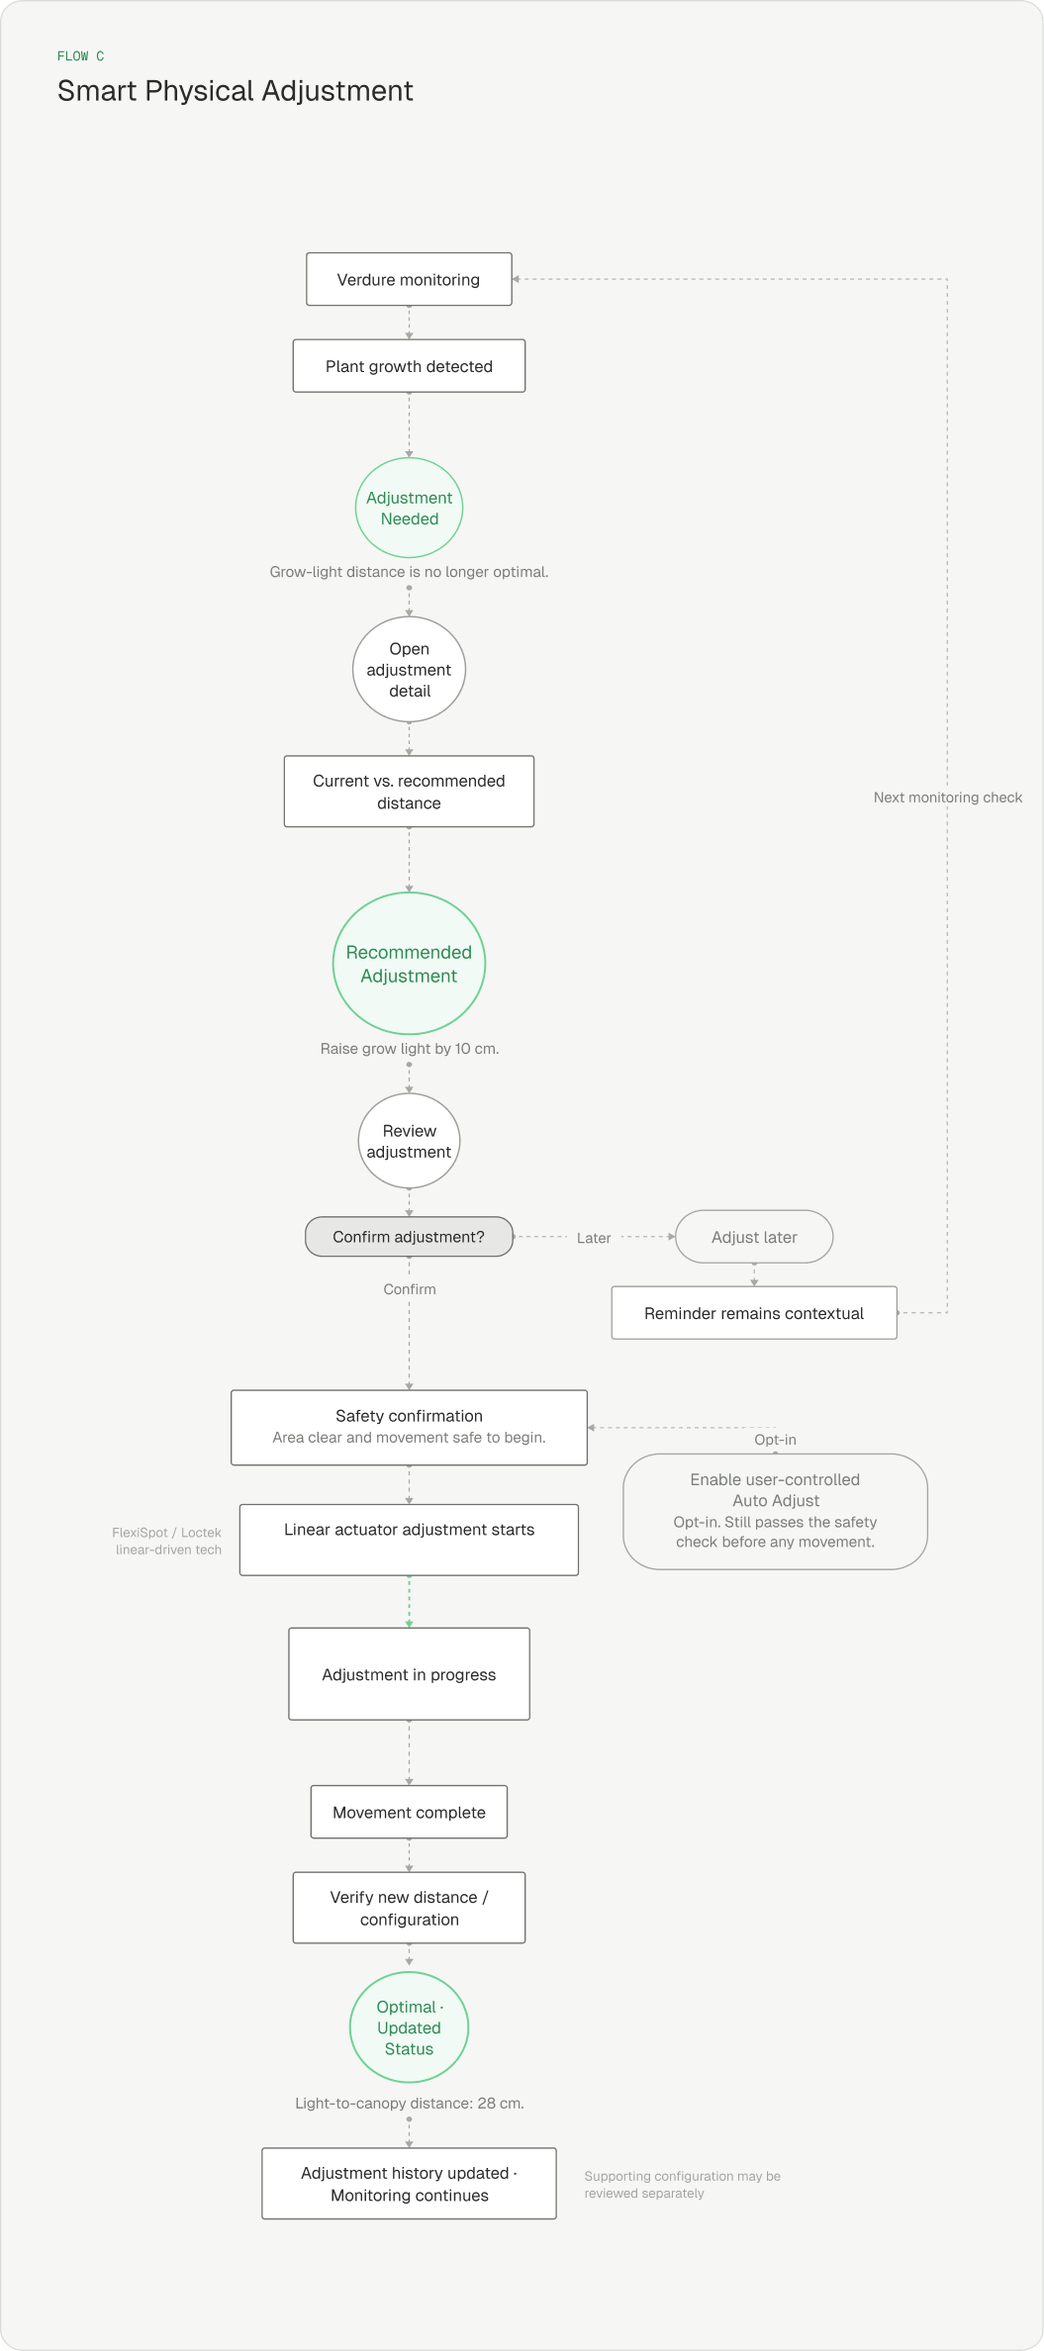 FLOW C
Smart Physical Adjustment
Verdure monitoring
Plant growth detected
Adjustment
Needed
Grow-light distance is no longer optimal.
Open
adjustment
detail
Current vs. recommended
distance
Next monitoring check
Recommended
Adjustment
Raise grow light by 10 cm.
Review
adjustment
Confirm adjustment?
Later
Adjust later
Confirm
Reminder remains contextual
Safety confirmation
Area clear and movement safe to begin.
Opt-in
Enable user-controlled
Auto Adjust
Opt-in. Still passes the safety
check before any movement.
Linear actuator adjustment starts
FlexiSpot / Loctek
linear-driven tech
Adjustment in progress
Movement complete
Verify new distance /
configuration
Optimal ·
Updated
Status
Light-to-canopy distance: 28 cm.
Adjustment history updated ·
Monitoring continues
Supporting configuration may be
reviewed separately